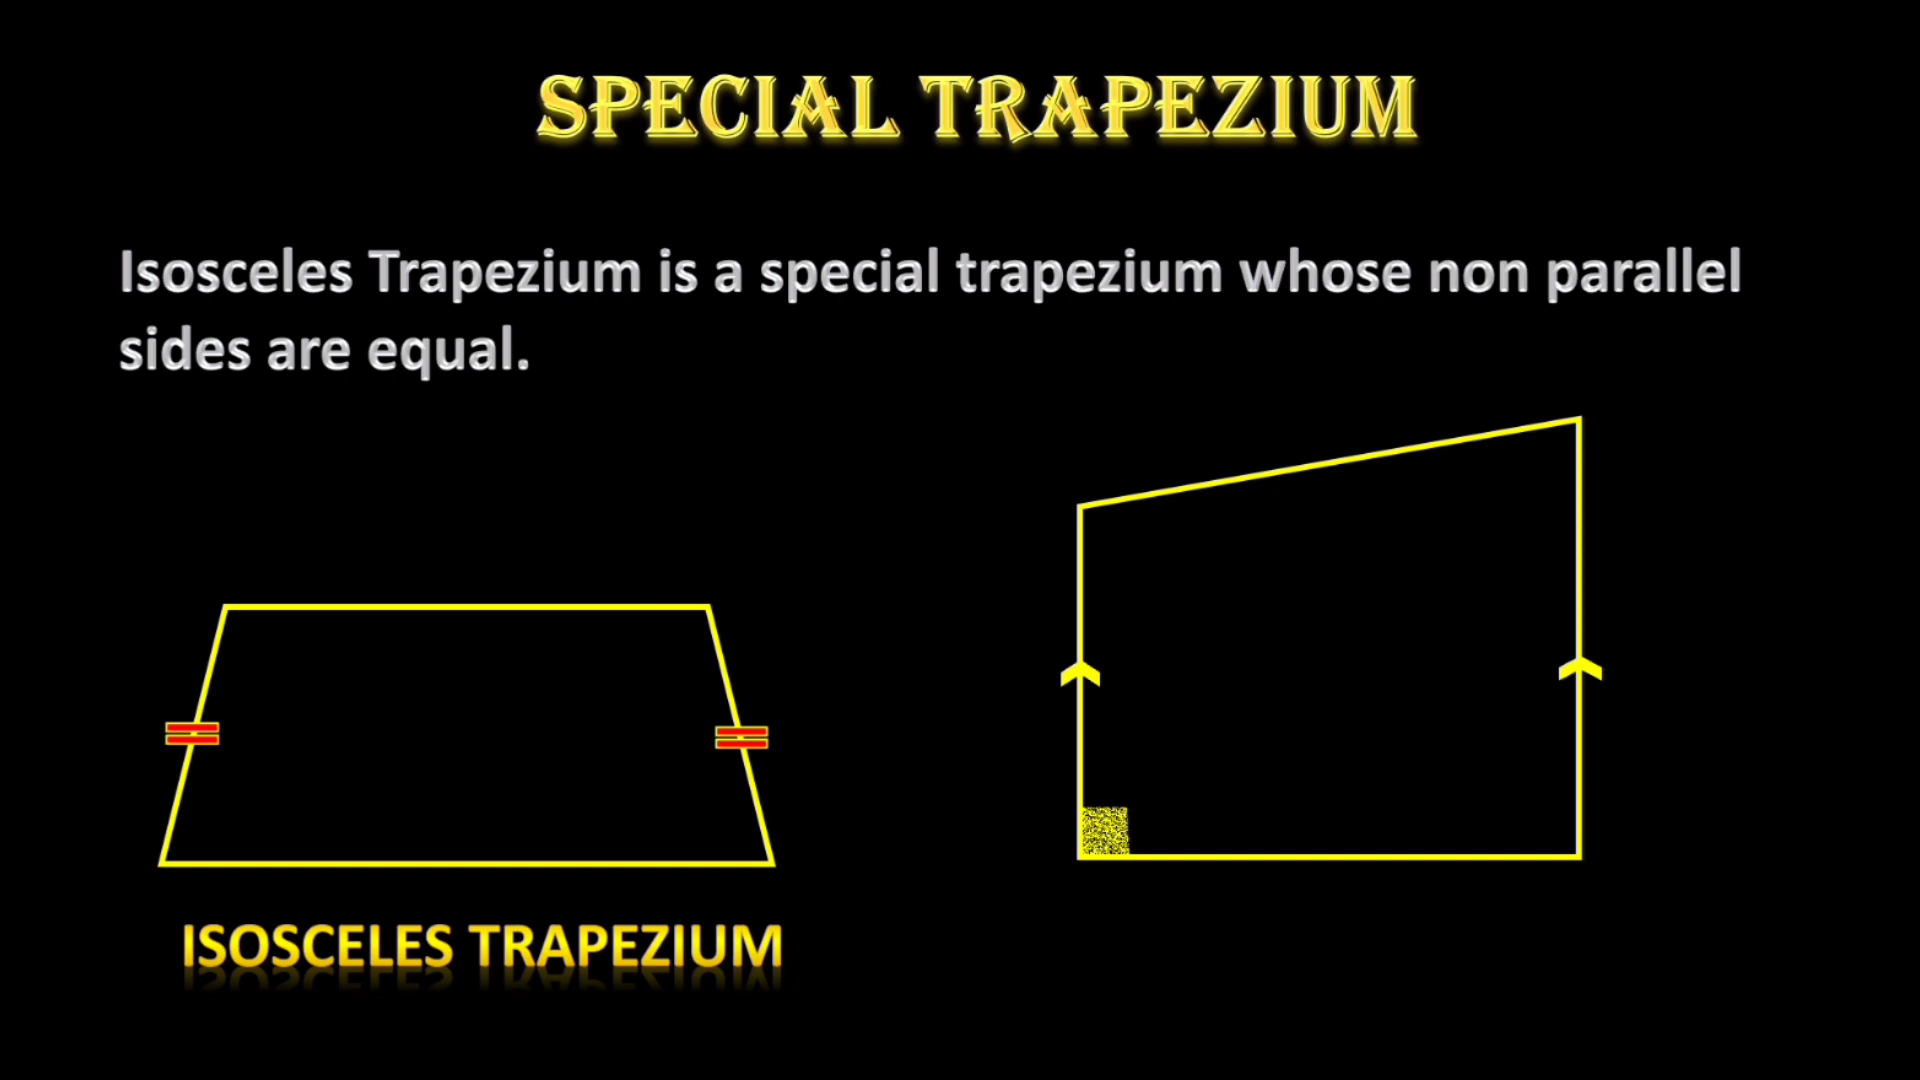 SPECIAL TRAPEZIUM
Isosceles Trapezium is a special trapezium whose non parallel
sides are equal.
ISOSCELES TRAPEZIUM